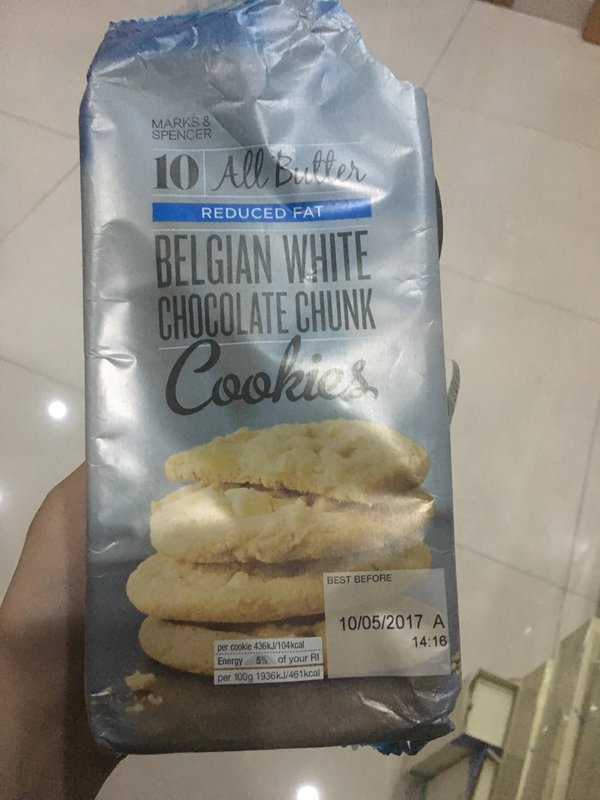 MARKS &
SPENCER
10 All Butter
REDUCED FAT
BELGIAN WHITE
CHOCOLATE CHUNK
Cookies
BEST BEFORE
10/05/2017 A
14:16
per cookie 436kJ/104kcal
Energy 5% of your RI
per 100g 1936kJ/461kcal